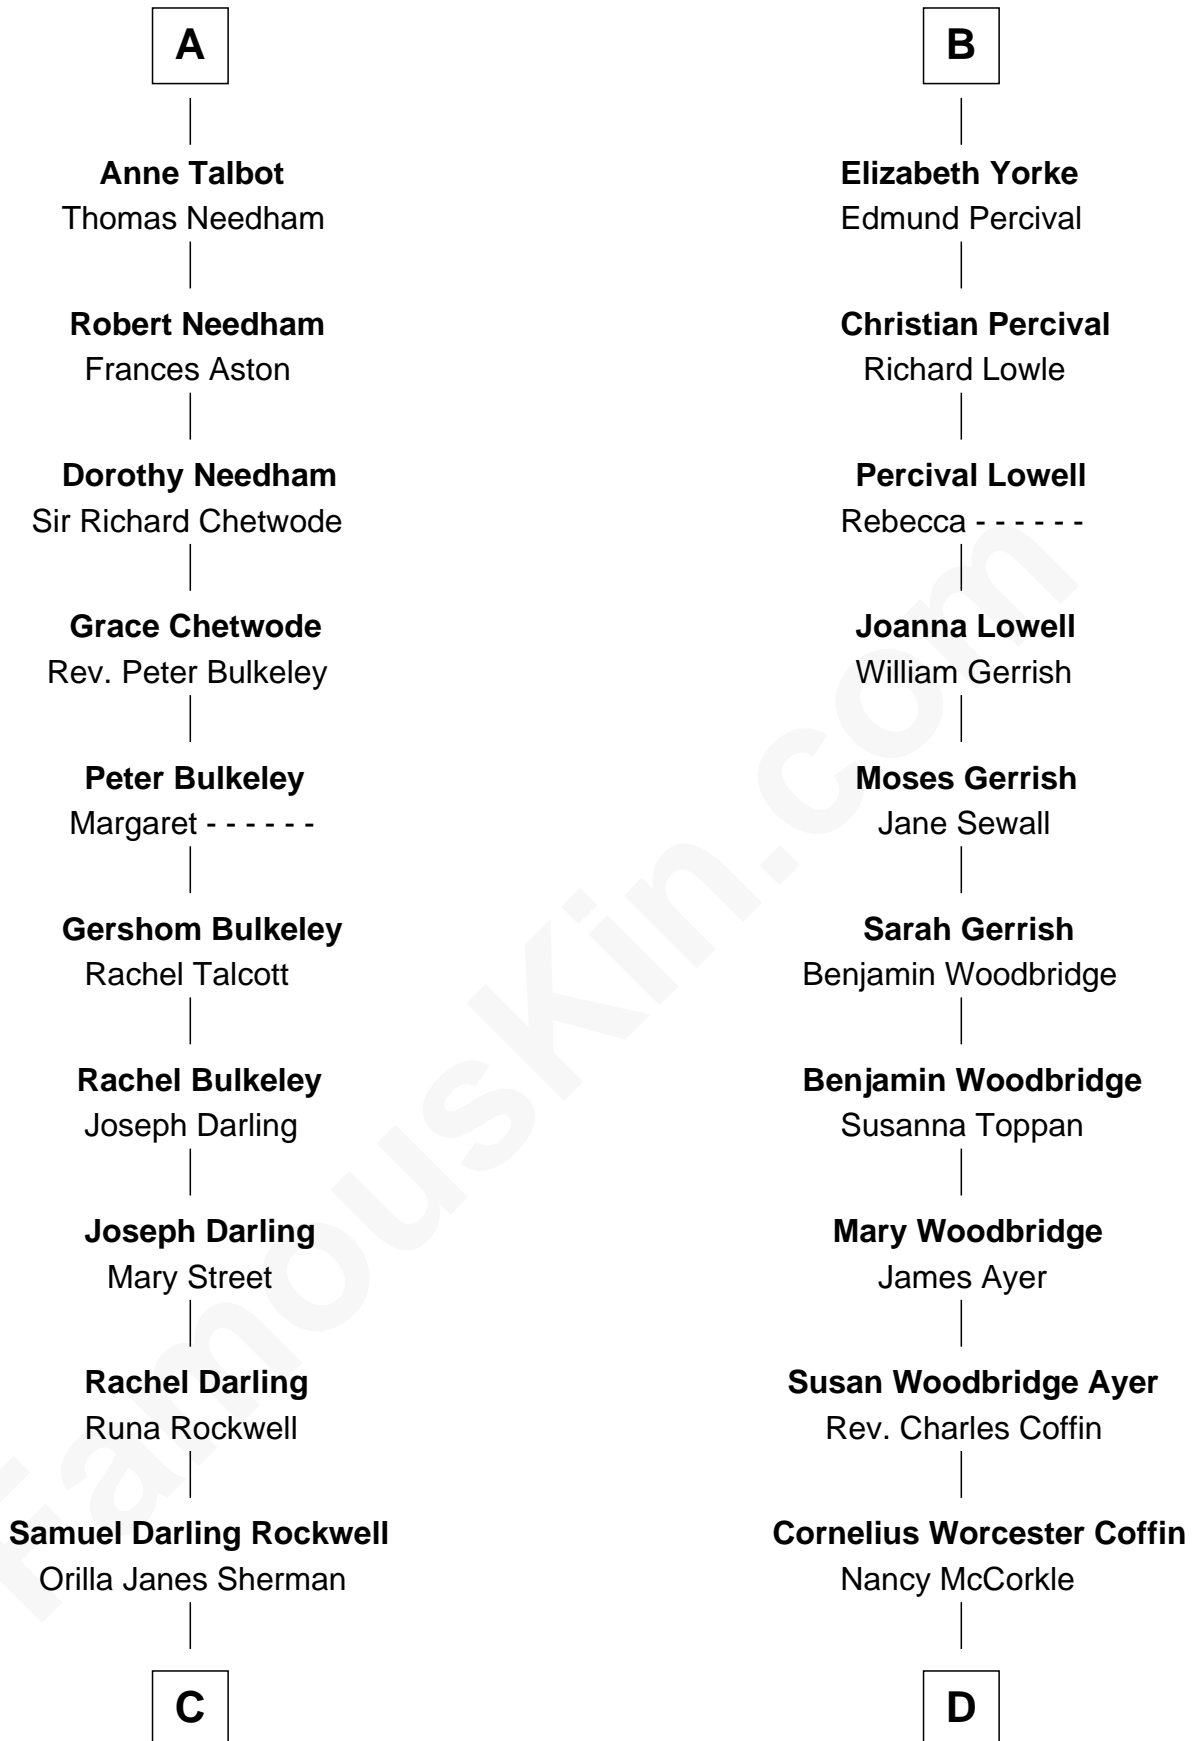 A
Anne Talbot
Thomas Needham
Robert Needham
Frances Aston
Dorothy Needham
Sir Richard Chetwode
Grace Chetwode
Rev. Peter Bulkeley
Peter Bulkeley
Margaret - - - - - -
Gershom Bulkeley
Rachel Talcott
Rachel Bulkeley
Joseph Darling
Joseph Darling
Mary Street
Rachel Darling
Runa Rockwell
Samuel Darling Rockwell
Orilla Janes Sherman
C
B
Elizabeth Yorke
Edmund Percival
Christian Percival
Richard Lowle
Percival Lowell
Rebecca - - - - - -
Joanna Lowell
William Gerrish
Moses Gerrish
Jane Sewall
Sarah Gerrish
Benjamin Woodbridge
Benjamin Woodbridge
Susanna Toppan
Mary Woodbridge
James Ayer
Susan Woodbridge Ayer
Rev. Charles Coffin
Cornelius Worcester Coffin
Nancy McCorkle
D
FamousKin.com